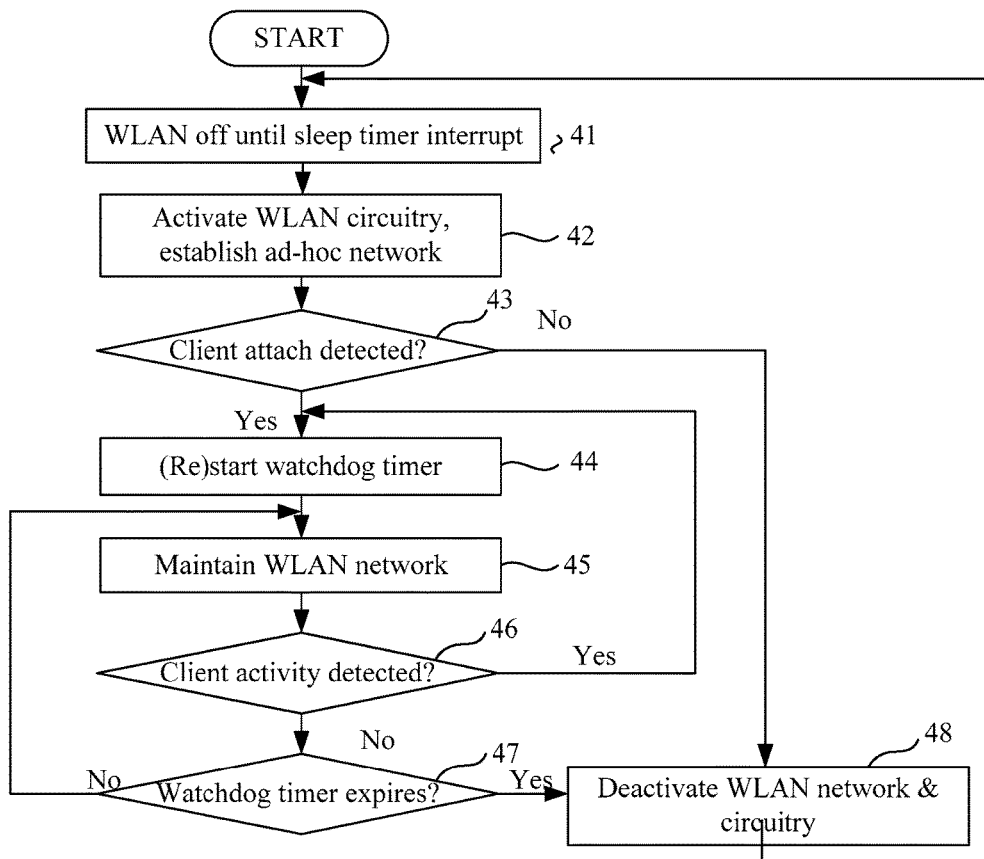 START
WLAN off until sleep timer interrupt
41
Activate WLAN circuitry,
establish ad-hoc network
42
43
Client attach detected?
No
Yes
(Re)start watchdog timer
44
Maintain WLAN network
45
46
Client activity detected?
Yes
No
47
48
No
Watchdog timer expires?
Yes
Deactivate WLAN network &
circuitry